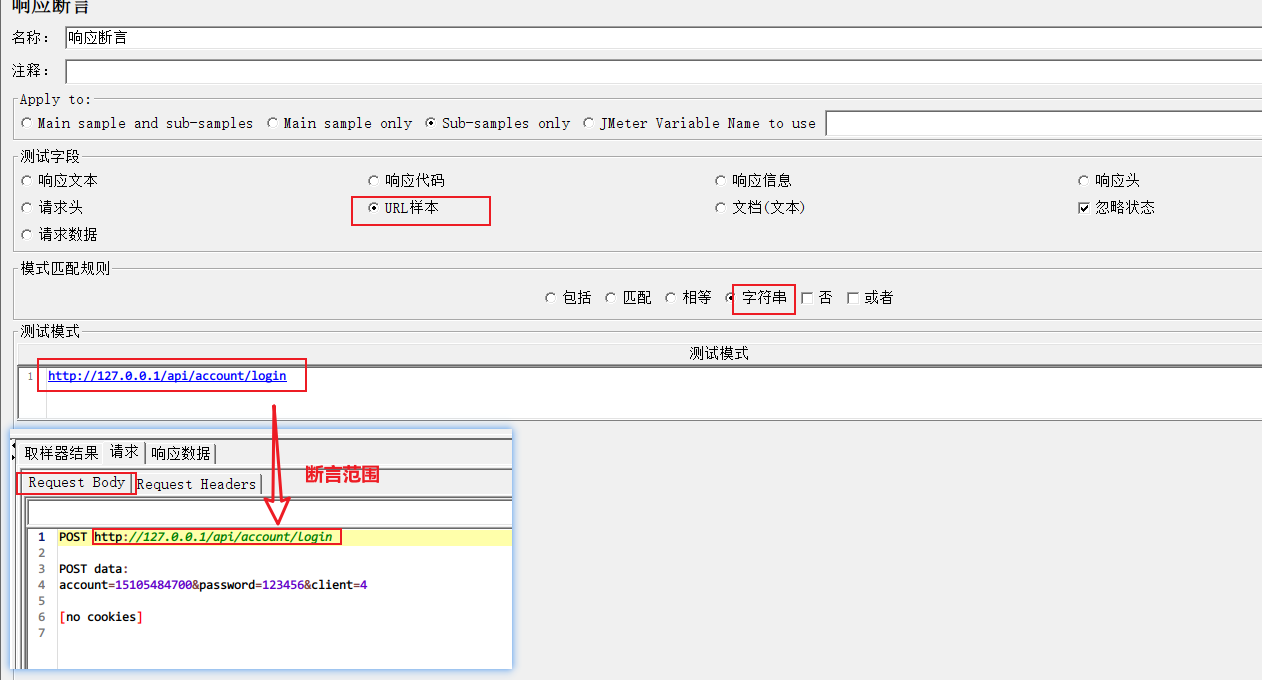 响应断言
名称： 响应断言
注释：
Apply to:
Main sample and sub-samples Main sample only Sub-samples only JMeter Variable Name to use
测试字段
响应文本 响应代码 响应信息 响应头
请求头 URL样本 文档(文本) 忽略状态
请求数据
模式匹配规则
包括 匹配 相等 字符串 否 或者
测试模式
测试模式
1 http://127.0.0.1/api/account/login
取样器结果 请求 响应数据
断言范围
Request Body Request Headers
1 POST http://127.0.0.1/api/account/login
2
3 POST data:
4 account=15105484700&password=123456&client=4
5
6 [no cookies]
7